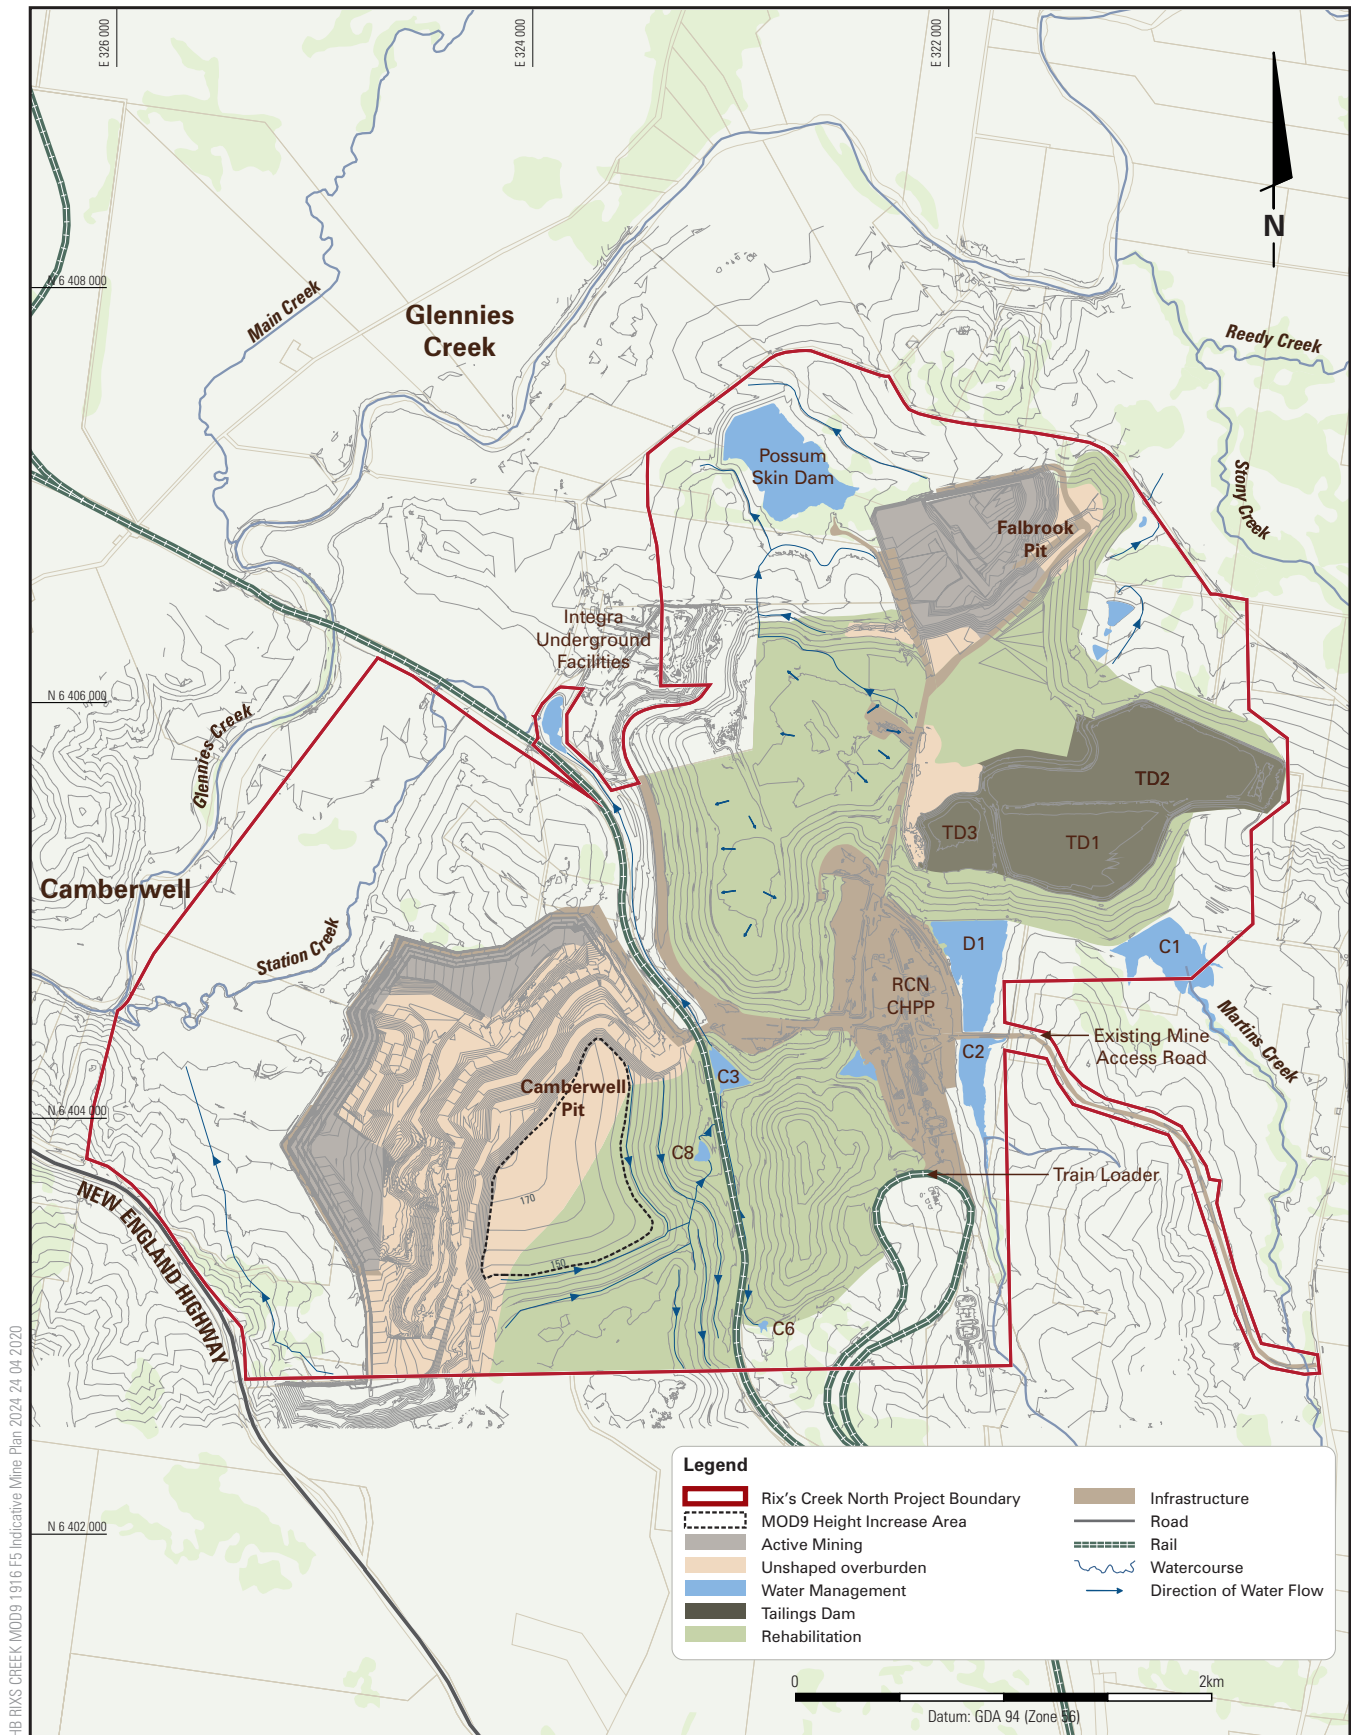 E 326 000
E 324 000
E 322 000
N
N 6 408 000
Main Creek
Glennies
Creek
Reedy Creek
Possum
Skin Dam
Stony Creek
Falbrook
Pit
Integra
Underground
Facilities
N 6 406 000
Glennies Creek
TD2
TD3
TD1
Camberwell
Station Creek
D1
C1
RCN
CHPP
Martins Creek
Existing Mine
Access Road
C2
C3
Camberwell
Pit
N 6 404 000
C8
Train Loader
170
150
NEW ENGLAND HIGHWAY
C6
Legend
Rix's Creek North Project Boundary
MOD9 Height Increase Area
Active Mining
Unshaped overburden
Water Management
Tailings Dam
Rehabilitation
Infrastructure
Road
Rail
Watercourse
Direction of Water Flow
N 6 402 000
0
2km
Datum: GDA 94 (Zone 56)
HB RIXS CREEK MOD9 1916 F5 Indicative Mine Plan 2024 24 04 2020